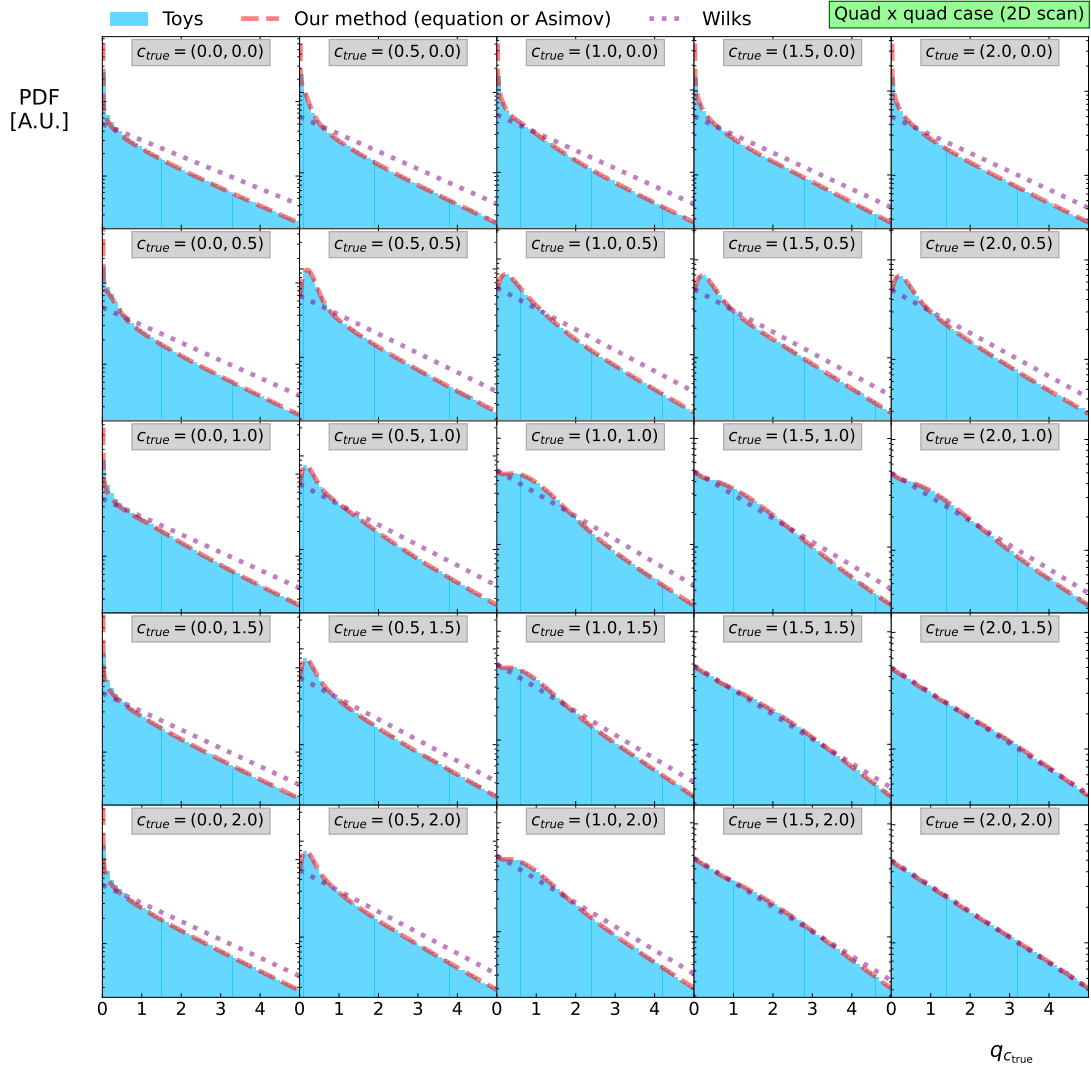 Toys Our method (equation or Asimov) Wilks Quad x quad case (2D scan)
PDF
[A.U.]
c_true = (0.0, 0.0) c_true = (0.5, 0.0) c_true = (1.0, 0.0) c_true = (1.5, 0.0) c_true = (2.0, 0.0)
c_true = (0.0, 0.5) c_true = (0.5, 0.5) c_true = (1.0, 0.5) c_true = (1.5, 0.5) c_true = (2.0, 0.5)
c_true = (0.0, 1.0) c_true = (0.5, 1.0) c_true = (1.0, 1.0) c_true = (1.5, 1.0) c_true = (2.0, 1.0)
c_true = (0.0, 1.5) c_true = (0.5, 1.5) c_true = (1.0, 1.5) c_true = (1.5, 1.5) c_true = (2.0, 1.5)
c_true = (0.0, 2.0) c_true = (0.5, 2.0) c_true = (1.0, 2.0) c_true = (1.5, 2.0) c_true = (2.0, 2.0)
0 1 2 3 4 0 1 2 3 4 0 1 2 3 4 0 1 2 3 4 0 1 2 3 4
q_c_true